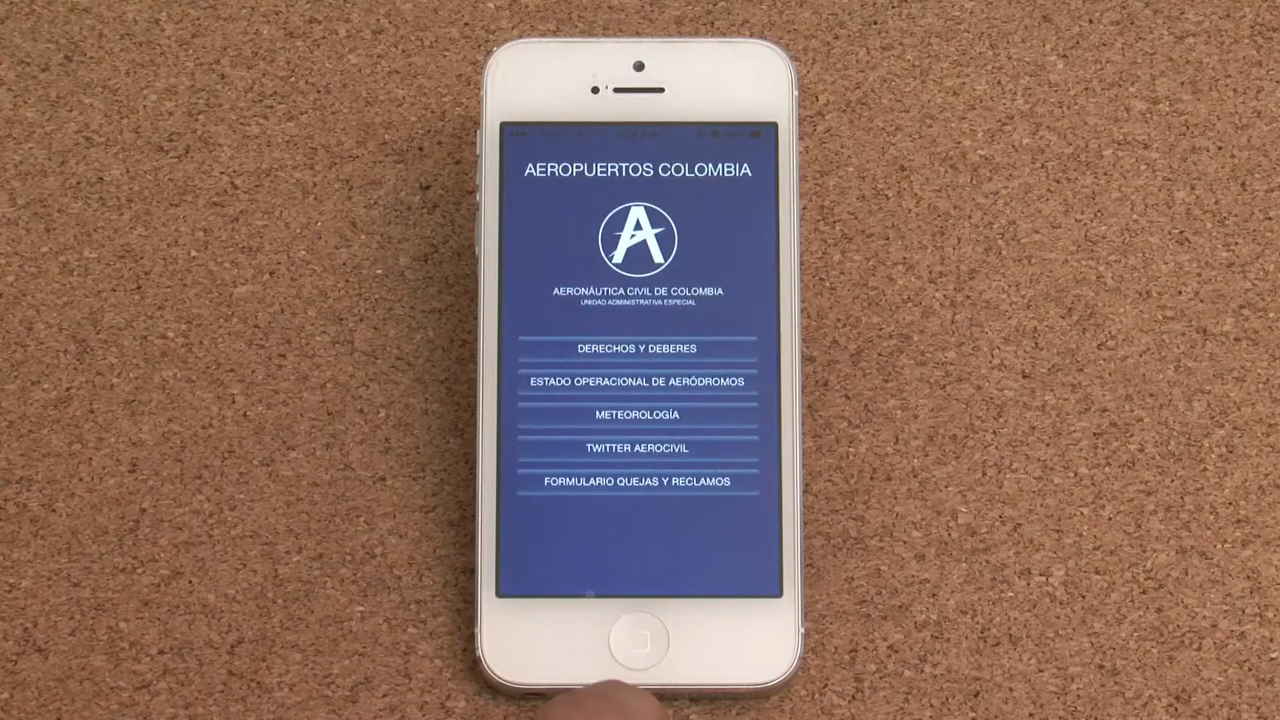 AEROPUERTOS COLOMBIA
A
AERONÁUTICA CIVIL DE COLOMBIA
UNIDAD ADMINISTRATIVA ESPECIAL
DERECHOS Y DEBERES
ESTADO OPERACIONAL DE AERÓDROMOS
METEOROLOGÍA
TWITTER AEROCIVIL
FORMULARIO QUEJAS Y RECLAMOS